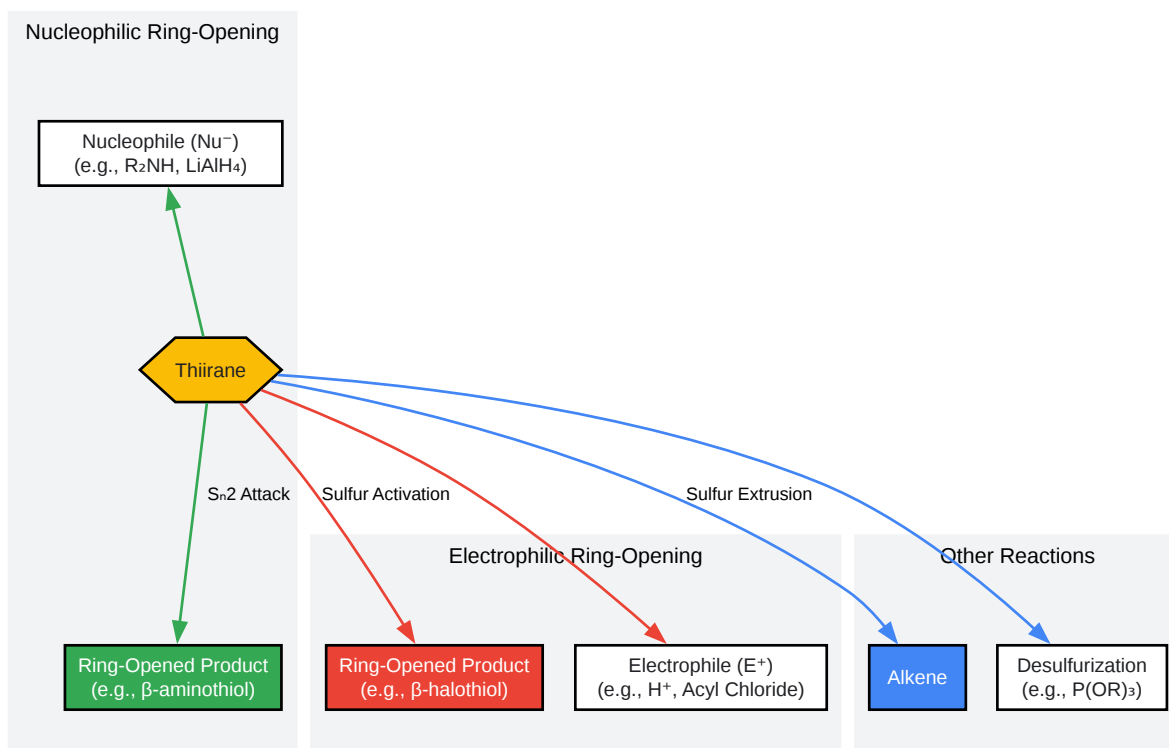 Nucleophilic Ring-Opening
Nucleophile (Nu⁻)
(e.g., R₂NH, LiAlH₄)
Thiirane
Sₙ2 Attack
Sulfur Activation
Sulfur Extrusion
Electrophilic Ring-Opening
Other Reactions
Ring-Opened Product
(e.g., β-aminothiol)
Ring-Opened Product
(e.g., β-halothiol)
Electrophile (E⁺)
(e.g., H⁺, Acyl Chloride)
Alkene
Desulfurization
(e.g., P(OR)₃)